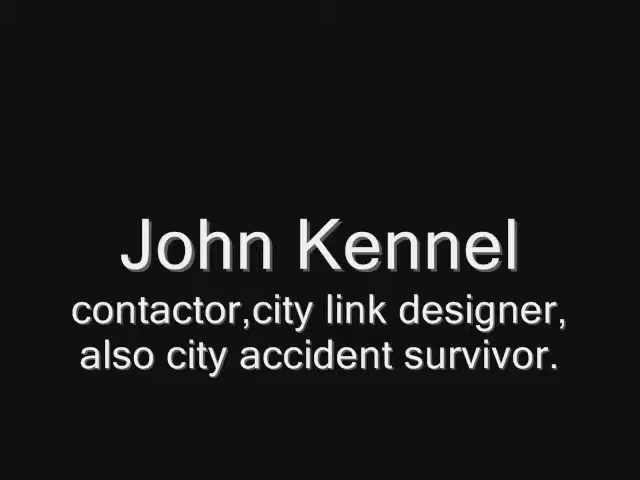 John Kennel
contactor,city link designer,
also city accident survivor.